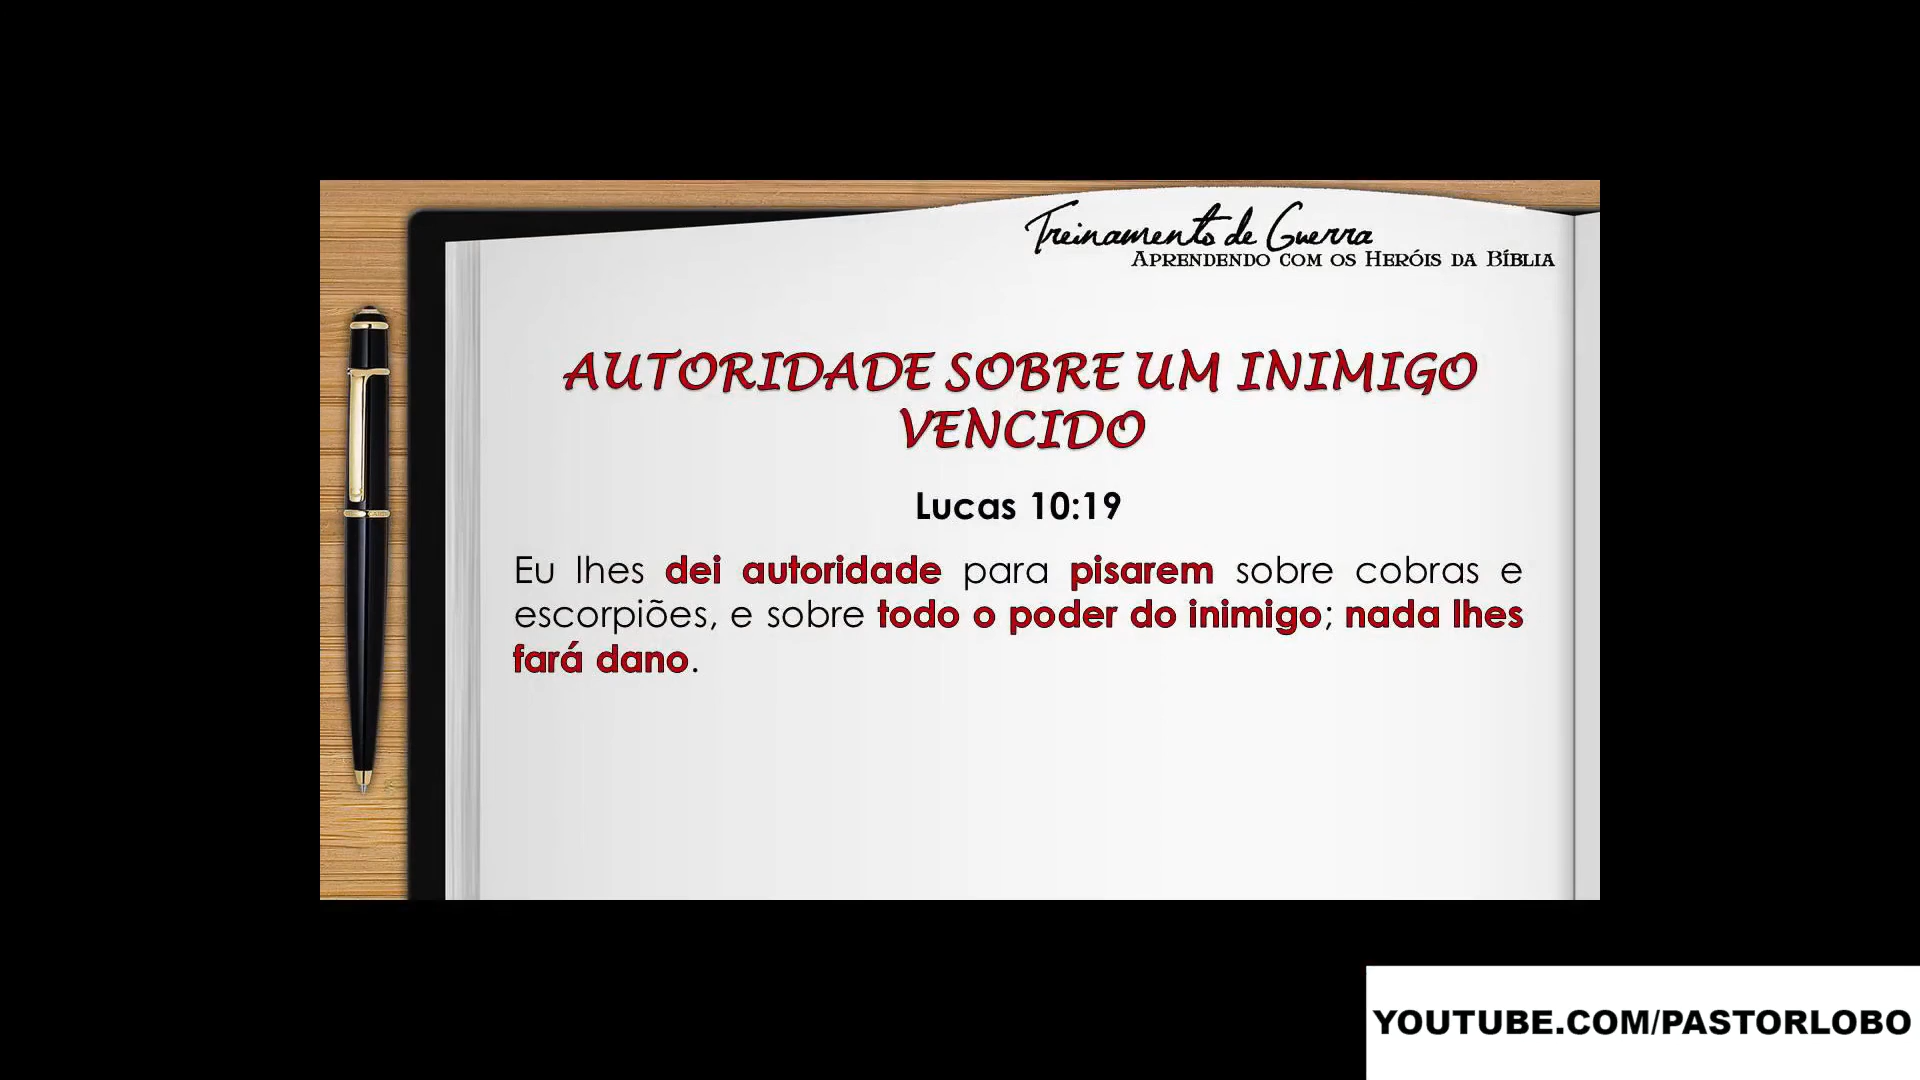 Treinamento de Guerra
Aprendendo com os Heróis da Bíblia
AUTORIDADE SOBRE UM INIMIGO
VENCIDO
Lucas 10:19
Eu lhes dei autoridade para pisarem sobre cobras e
escorpiões, e sobre todo o poder do inimigo; nada lhes
fará dano.
YOUTUBE.COM/PASTORLOBO